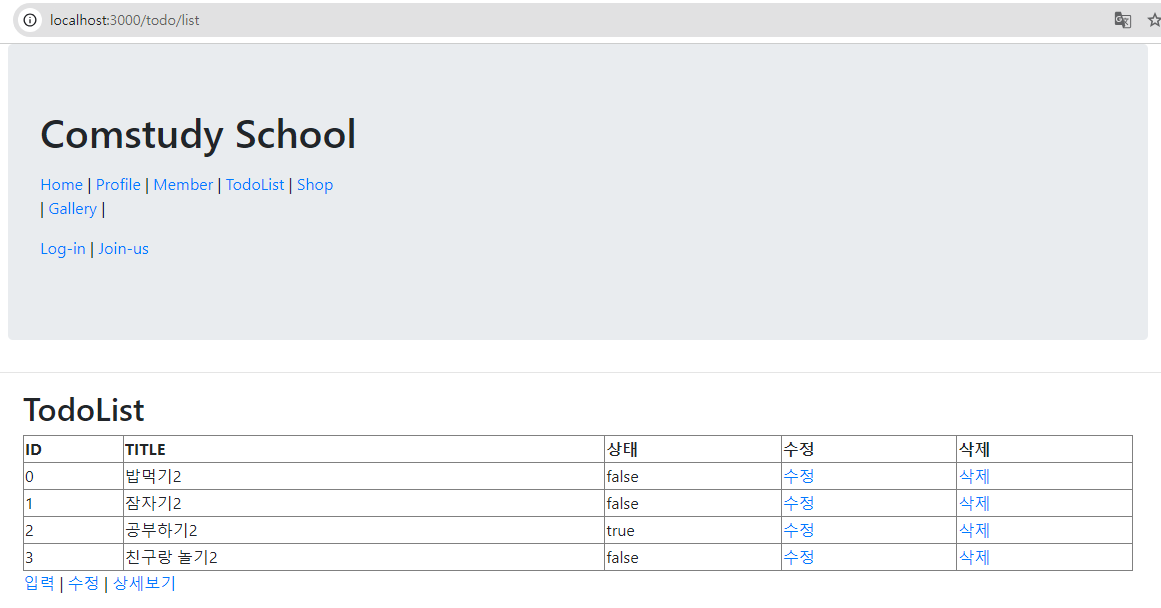 localhost:3000/todo/list
Comstudy School
Home | Profile | Member | TodoList | Shop
| Gallery |
Log-in | Join-us
TodoList
ID TITLE 상태 수정 삭제
0 밥먹기2 false 수정 삭제
1 잠자기2 false 수정 삭제
2 공부하기2 true 수정 삭제
3 친구랑 놀기2 false 수정 삭제
입력 | 수정 | 상세보기